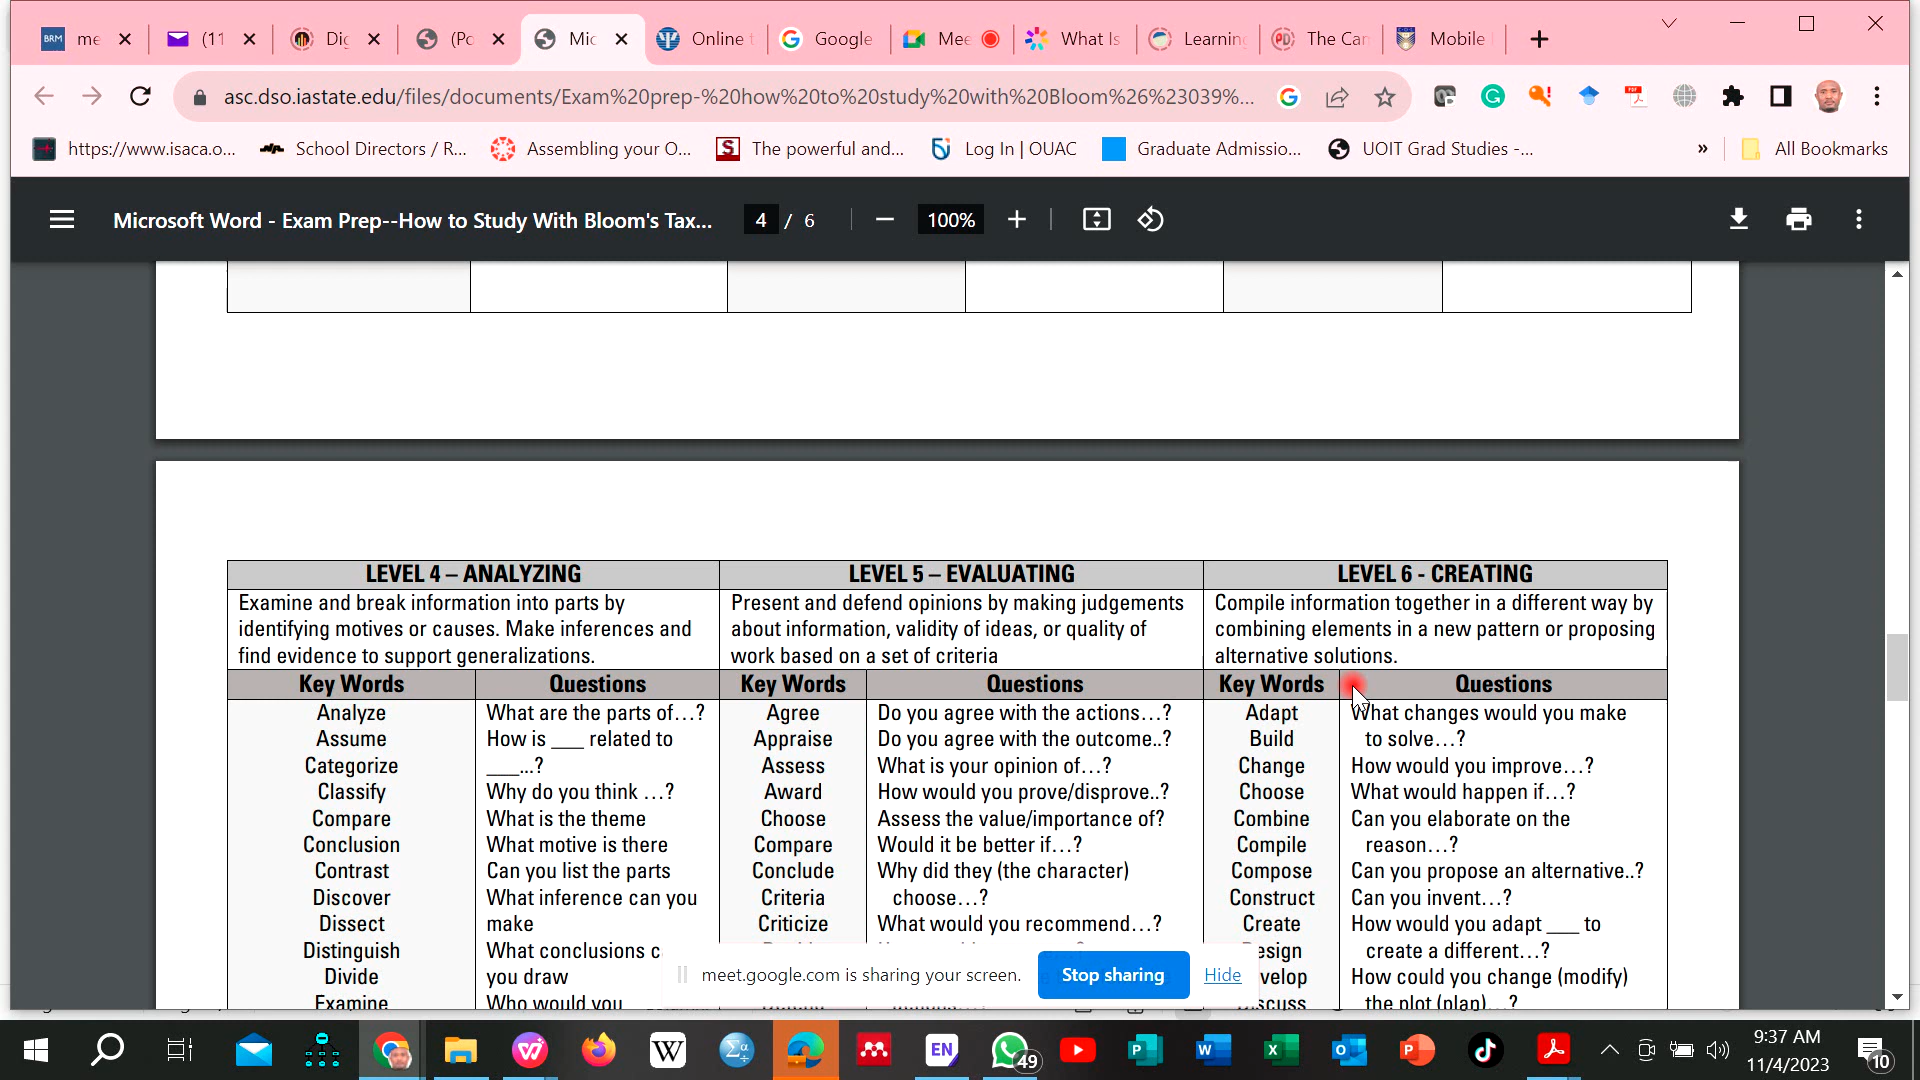 me
(11
Dig
(Po
Mic
Online t
Google
Mee
What Is
Learning
The Can
Mobile
asc.dso.iastate.edu/files/documents/Exam%20prep-%20how%20to%20study%20with%20Bloom%26%23039%...
https://www.isaca.o...
School Directors / R...
Assembling your O...
The powerful and...
Log In | OUAC
Graduate Admissio...
UOIT Grad Studies -...
»
All Bookmarks
Microsoft Word - Exam Prep--How to Study With Bloom's Tax...
4 / 6
100%
LEVEL 4 – ANALYZING
Examine and break information into parts by
identifying motives or causes. Make inferences and
find evidence to support generalizations.
Key Words
Analyze
Assume
Categorize
Classify
Compare
Conclusion
Contrast
Discover
Dissect
Distinguish
Divide
Examine
Questions
What are the parts of…?
How is ___ related to
___...?
Why do you think …?
What is the theme
What motive is there
Can you list the parts
What inference can you
make
What conclusions c
you draw
Who would you
LEVEL 5 – EVALUATING
Present and defend opinions by making judgements
about information, validity of ideas, or quality of
work based on a set of criteria
Key Words
Agree
Appraise
Assess
Award
Choose
Compare
Conclude
Criteria
Criticize
Questions
Do you agree with the actions…?
Do you agree with the outcome..?
What is your opinion of…?
How would you prove/disprove..?
Assess the value/importance of?
Would it be better if…?
Why did they (the character)
choose…?
What would you recommend…?
LEVEL 6 - CREATING
Compile information together in a different way by
combining elements in a new pattern or proposing
alternative solutions.
Key Words
Adapt
Build
Change
Choose
Combine
Compile
Compose
Construct
Create
esign
velop
scuss
Questions
What changes would you make
to solve…?
How would you improve…?
What would happen if…?
Can you elaborate on the
reason…?
Can you propose an alternative..?
Can you invent…?
How would you adapt ___ to
create a different…?
How could you change (modify)
the plot (plan)…?
meet.google.com is sharing your screen.
Stop sharing
Hide
49
EN
9:37 AM
11/4/2023
10